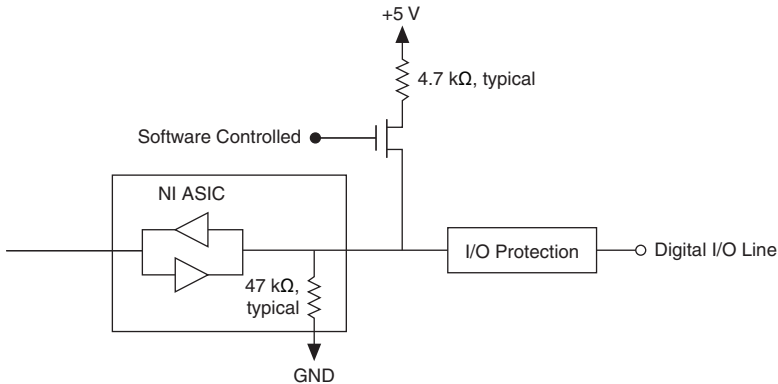 +5 V
4.7 kΩ, typical
Software Controlled
NI ASIC
I/O Protection
Digital I/O Line
47 kΩ,
typical
GND